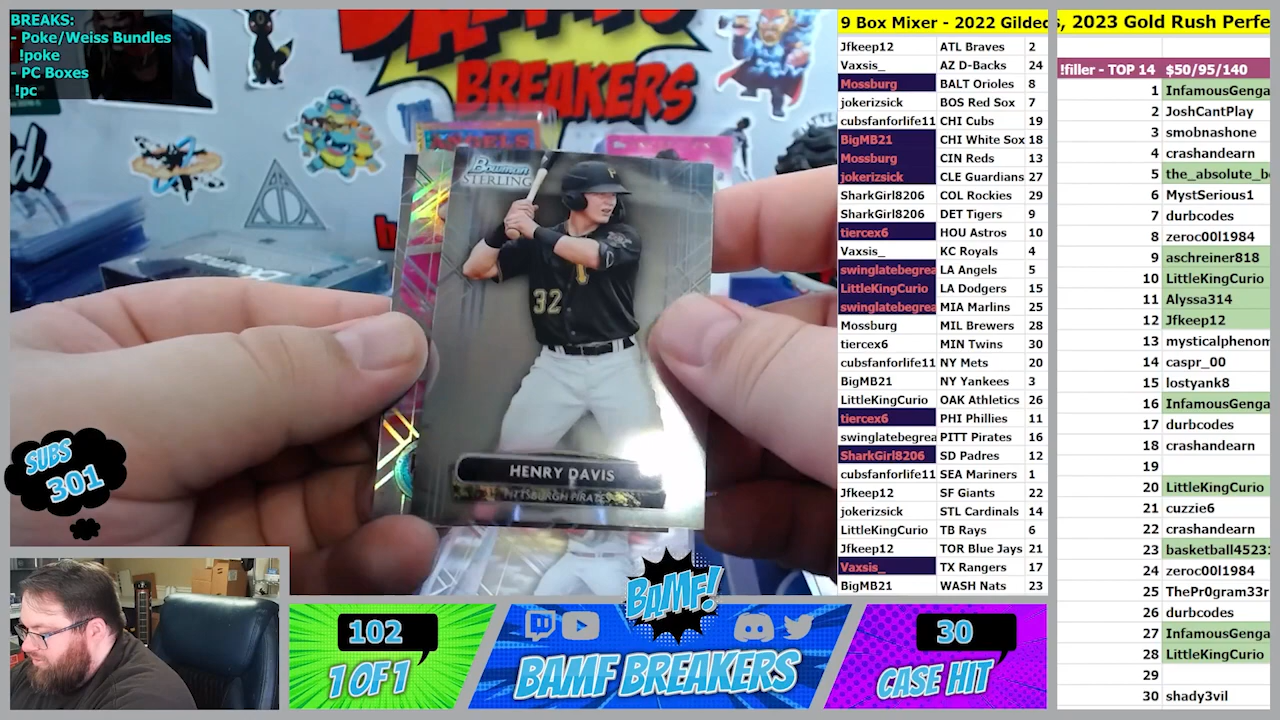 BREAKS:
- Poke/Weiss Bundles
!poke
- PC Boxes
!pc
BREAKERS
ANGELS
Bowman
STERLING
32
HENRY DAVIS
PITTSBURGH PIRATES
SUBS
301
102
1 OF 1
BAMF!
BAMF BREAKERS
30
CASE HIT
9 Box Mixer - 2022 Gilded
Jfkeep12 ATL Braves 2
Vaxsis_ AZ D-Backs 24
Mossburg BALT Orioles 8
jokerizsick BOS Red Sox 7
cubsfanforlife11 CHI Cubs 19
BigMB21 CHI White Sox 18
Mossburg CIN Reds 13
jokerizsick CLE Guardians 27
SharkGirl8206 COL Rockies 29
SharkGirl8206 DET Tigers 9
tiercex6 HOU Astros 10
Vaxsis_ KC Royals 4
swinglatebegrea LA Angels 5
LittleKingCurio LA Dodgers 15
swinglatebegrea MIA Marlins 25
Mossburg MIL Brewers 28
tiercex6 MIN Twins 30
cubsfanforlife11 NY Mets 20
BigMB21 NY Yankees 3
LittleKingCurio OAK Athletics 26
tiercex6 PHI Phillies 11
swinglatebegrea PITT Pirates 16
SharkGirl8206 SD Padres 12
cubsfanforlife11 SEA Mariners 1
Jfkeep12 SF Giants 22
jokerizsick STL Cardinals 14
LittleKingCurio TB Rays 6
Jfkeep12 TOR Blue Jays 21
Vaxsis_ TX Rangers 17
BigMB21 WASH Nats 23
s, 2023 Gold Rush Perfe
!filler - TOP 14 $50/95/140
1 InfamousGenga
2 JoshCantPlay
3 smobnashone
4 crashandearn
5 the_absolute_b
6 MystSerious1
7 durbcodes
8 zeroc00l1984
9 aschreiner818
10 LittleKingCurio
11 Alyssa314
12 Jfkeep12
13 mysticalphenom
14 caspr_00
15 lostyank8
16 InfamousGenga
17 durbcodes
18 crashandearn
19
20 LittleKingCurio
21 cuzzie6
22 crashandearn
23 basketball4523
24 zeroc00l1984
25 ThePr0gram33r
26 durbcodes
27 InfamousGenga
28 LittleKingCurio
29
30 shady3vil